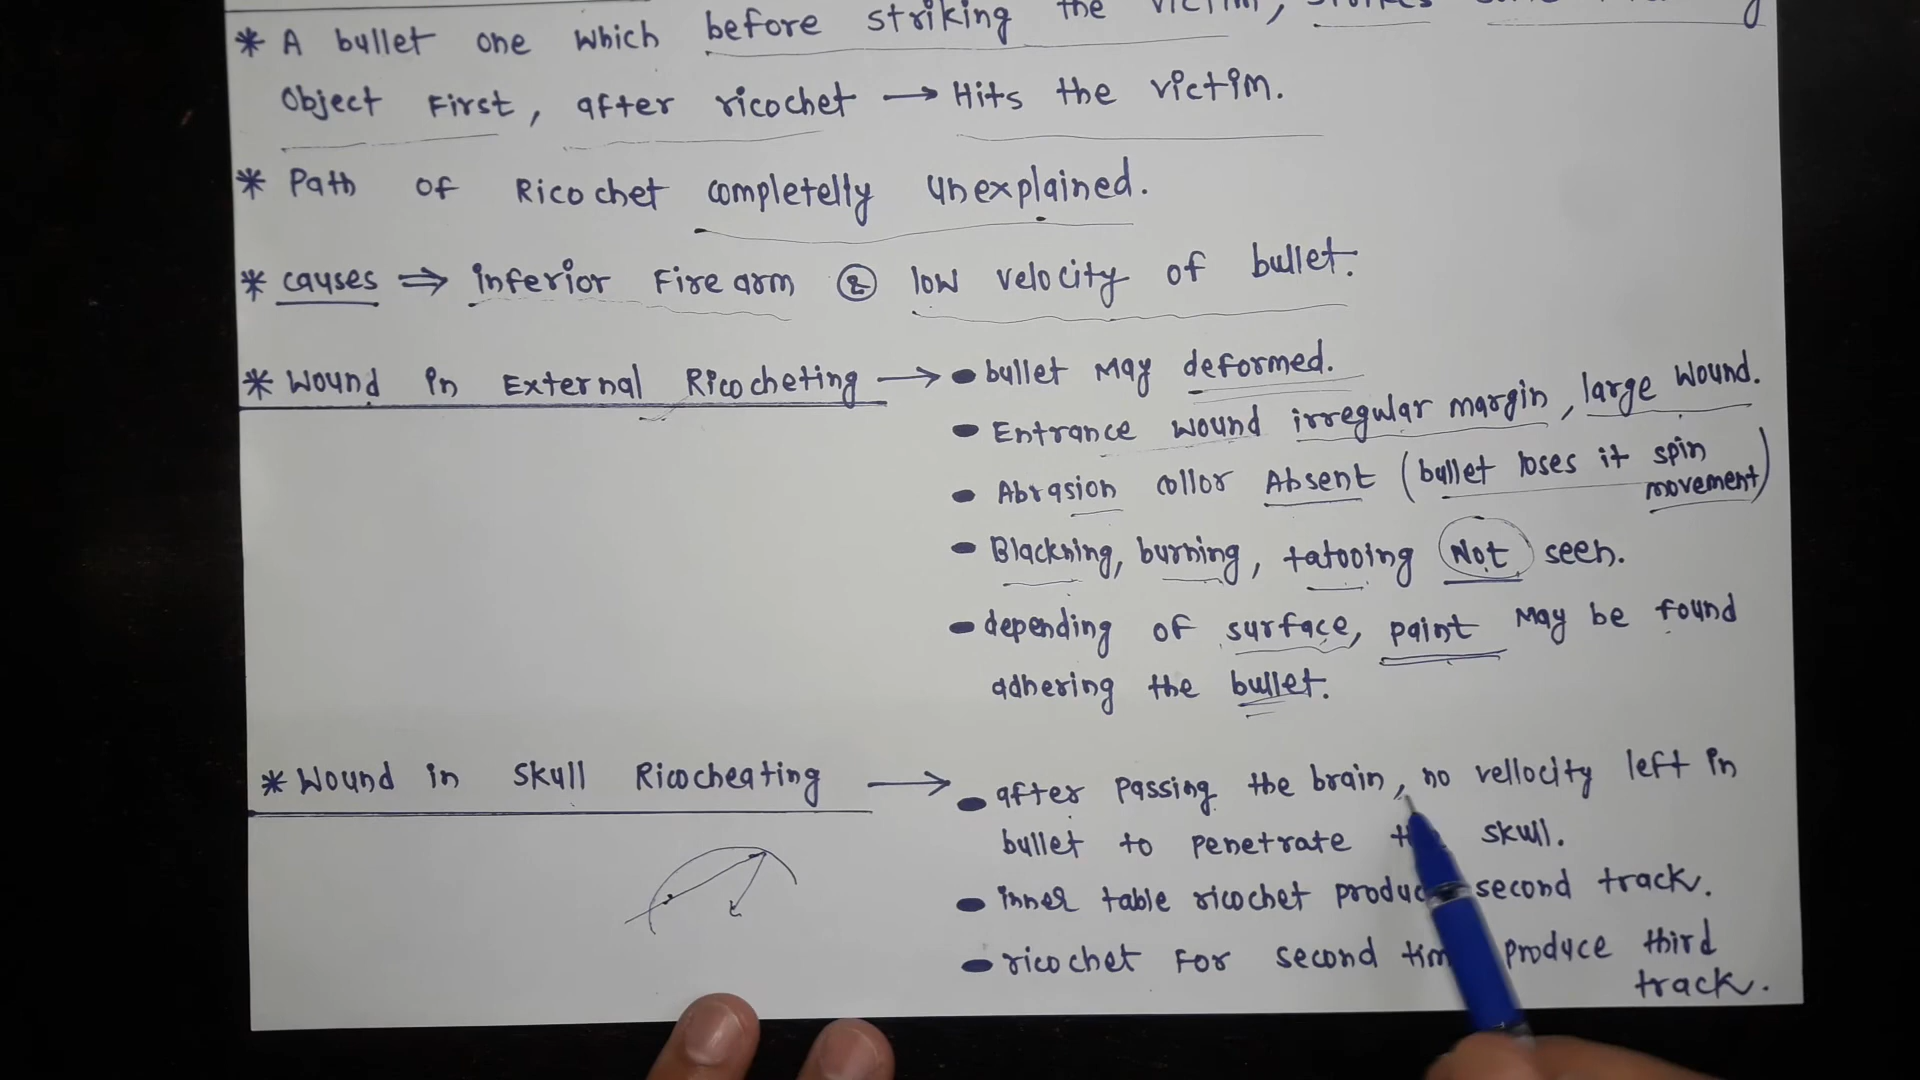 * A bullet one which before striking the victim,
Object First, after ricochet → Hits the victim.
* Path of Ricochet completelly unexplained.
* causes ⇒ inferior Fire arm & low velocity of bullet.
* Wound in External Ricocheting → • bullet May deformed.
• Entrance wound irregular margin, large wound.
• Abrasion collor Absent (bullet loses it spin
movement)
• Blackning, burning, tatooing Not seen.
• depending of surface, paint May be found
adhering the bullet.
* Wound in Skull Ricocheating → • after Passing the brain, no vellocity left in
bullet to penetrate skull.
• inner table ricochet second track.
• ricochet For second produce third
track.